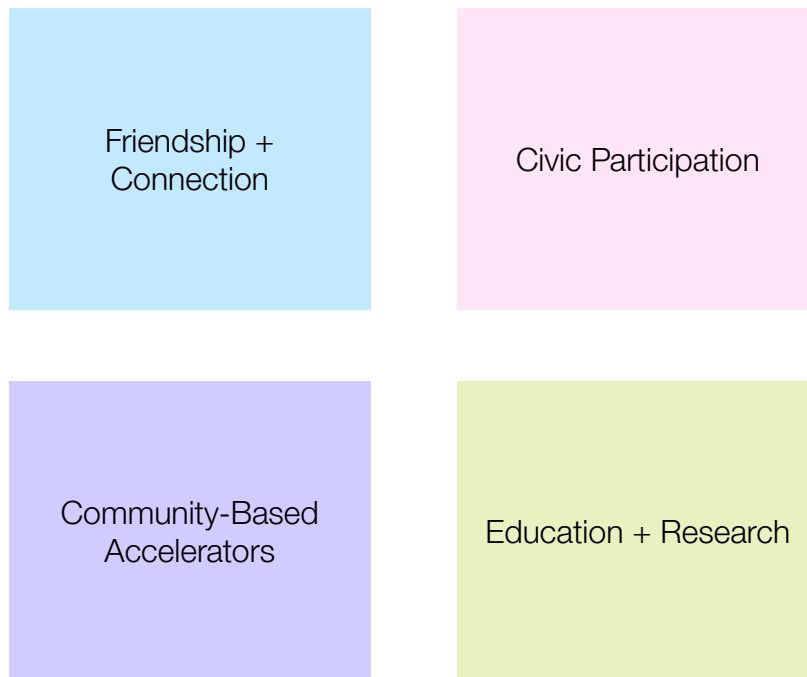 Friendship +
Connection
Civic Participation
Community-Based
Accelerators
Education + Research